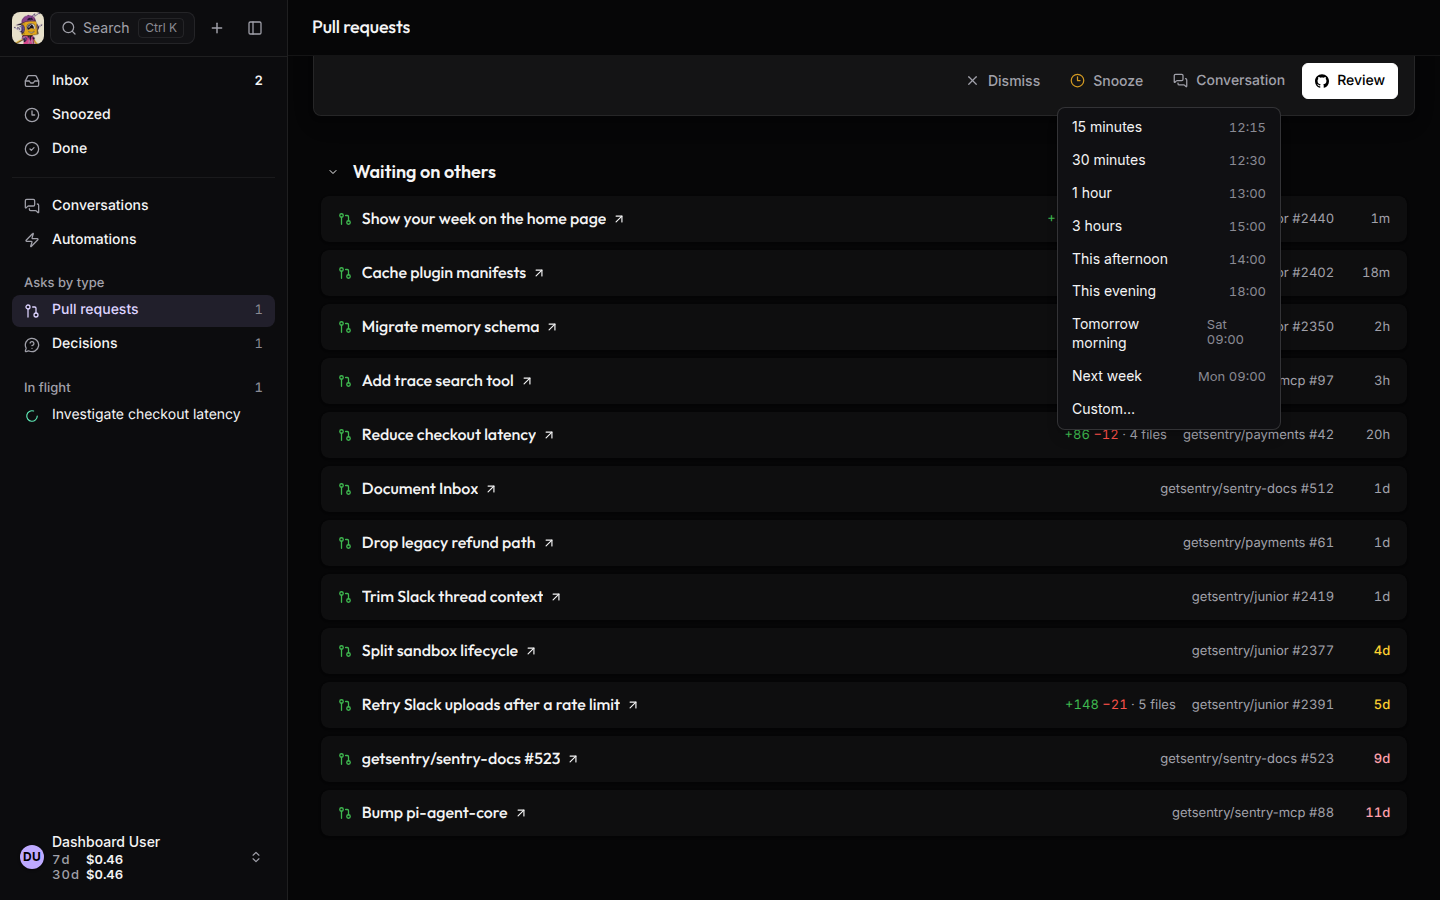 Search Ctrl K
Inbox 2
Snoozed
Done
Conversations
Automations
Asks by type
Pull requests 1
Decisions 1
In flight 1
Investigate checkout latency
Dashboard User
DU
7d $0.46
30d $0.46
Pull requests
Dismiss Snooze Conversation Review
15 minutes 12:15
30 minutes 12:30
1 hour 13:00
3 hours 15:00
This afternoon 14:00
This evening 18:00
Tomorrow morning Sat 09:00
Next week Mon 09:00
Custom...
Waiting on others
Show your week on the home page + #2440 1m
Cache plugin manifests #2402 18m
Migrate memory schema #2350 2h
Add trace search tool #97 3h
Reduce checkout latency +86 −12 · 4 files getsentry/payments #42 20h
Document Inbox getsentry/sentry-docs #512 1d
Drop legacy refund path getsentry/payments #61 1d
Trim Slack thread context getsentry/junior #2419 1d
Split sandbox lifecycle getsentry/junior #2377 4d
Retry Slack uploads after a rate limit +148 −21 · 5 files getsentry/junior #2391 5d
getsentry/sentry-docs #523 getsentry/sentry-docs #523 9d
Bump pi-agent-core getsentry/sentry-mcp #88 11d